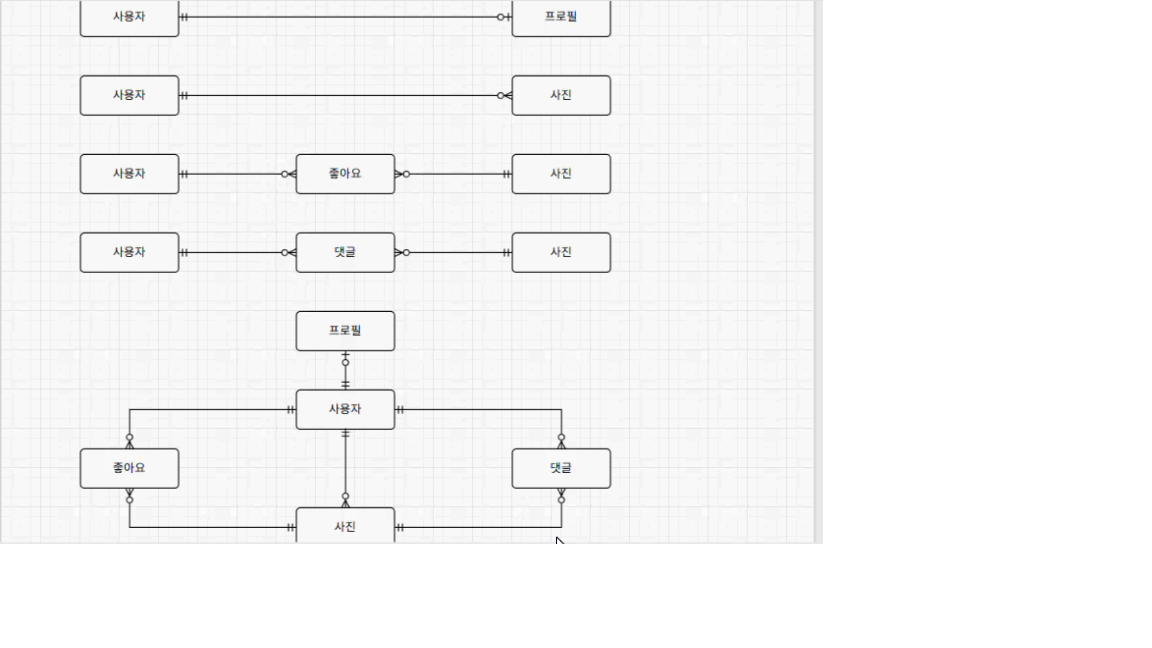 사용자 프로필
사용자 사진
사용자 좋아요 사진
사용자 댓글 사진
프로필
사용자
좋아요 댓글
사진